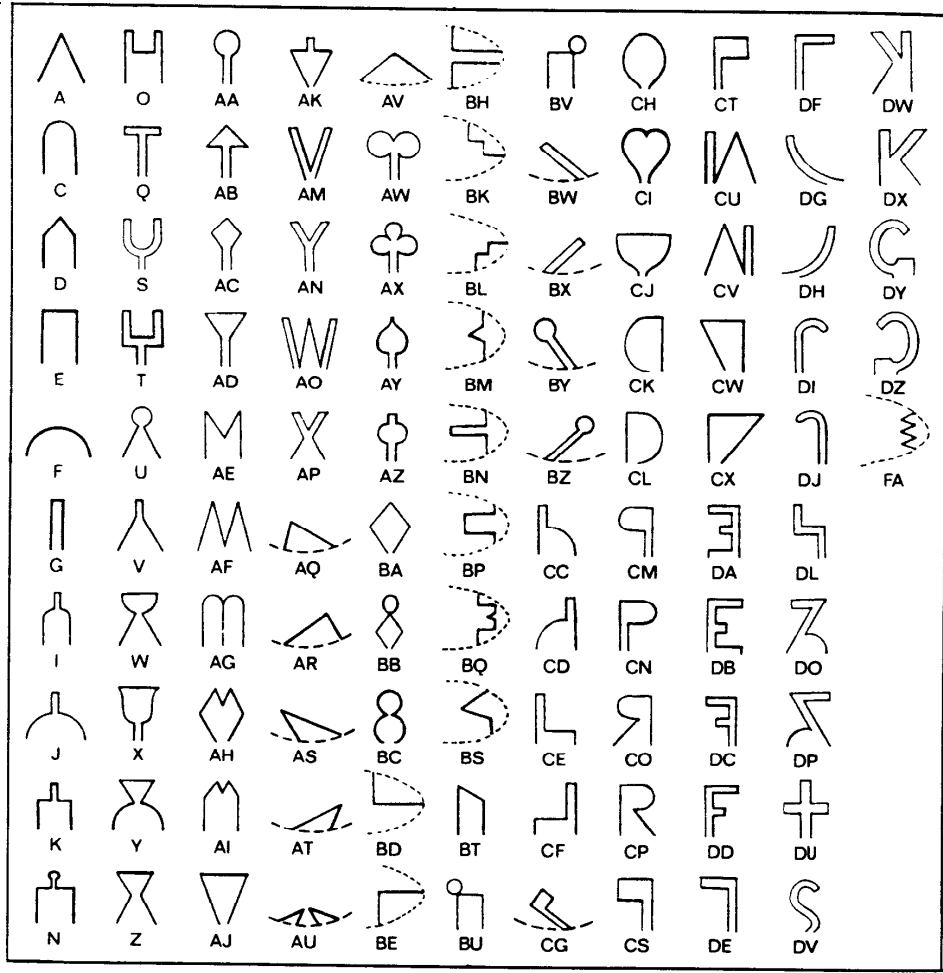 A O AA AK AV BH BV CH CT DF DW
C Q AB AM AW BK BW CI CU DG DX
D S AC AN AX BL BX CJ CV DH DY
E T AD AO AY BM BY CK CW DI DZ
F U AE AP AZ BN BZ CL CX DJ FA
G V AF AQ BA BP CC CM DA DL
I W AG AR BB BQ CD CN DB DO
J X AH AS BC BS CE CO DC DP
K Y AI AT BD BT CF CP DD DU
N Z AJ AU BE BU CG CS DE DV